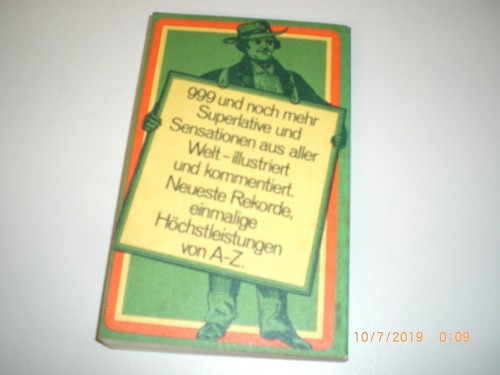 999 und noch mehr
Superlative und
Sensationen aus aller
Welt - illustriert
und kommentiert.
Neueste Rekorde,
einmalige
Höchstleistungen
von A-Z.
10/7/2019 0:09